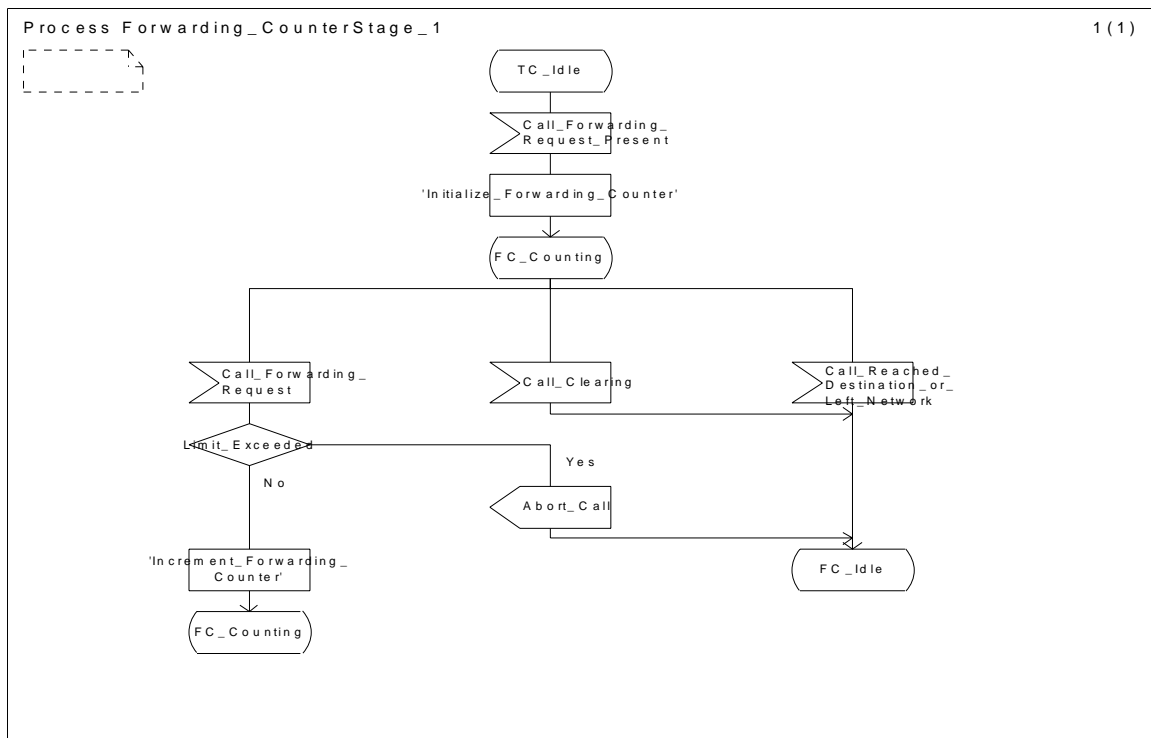 Process Forwarding_CounterStage_1
1(1)
TC_Idle
Call_Forwarding_
Request_Present
'Initialize_Forwarding_Counter'
FC_Counting
Call_Forwarding_
Request
Call_Clearing
Call_Reached_
Destination_or_
Left_Network
Limit_Exceeded
Yes
No
Abort_Call
'Increment_Forwarding_
Counter'
FC_Idle
FC_Counting